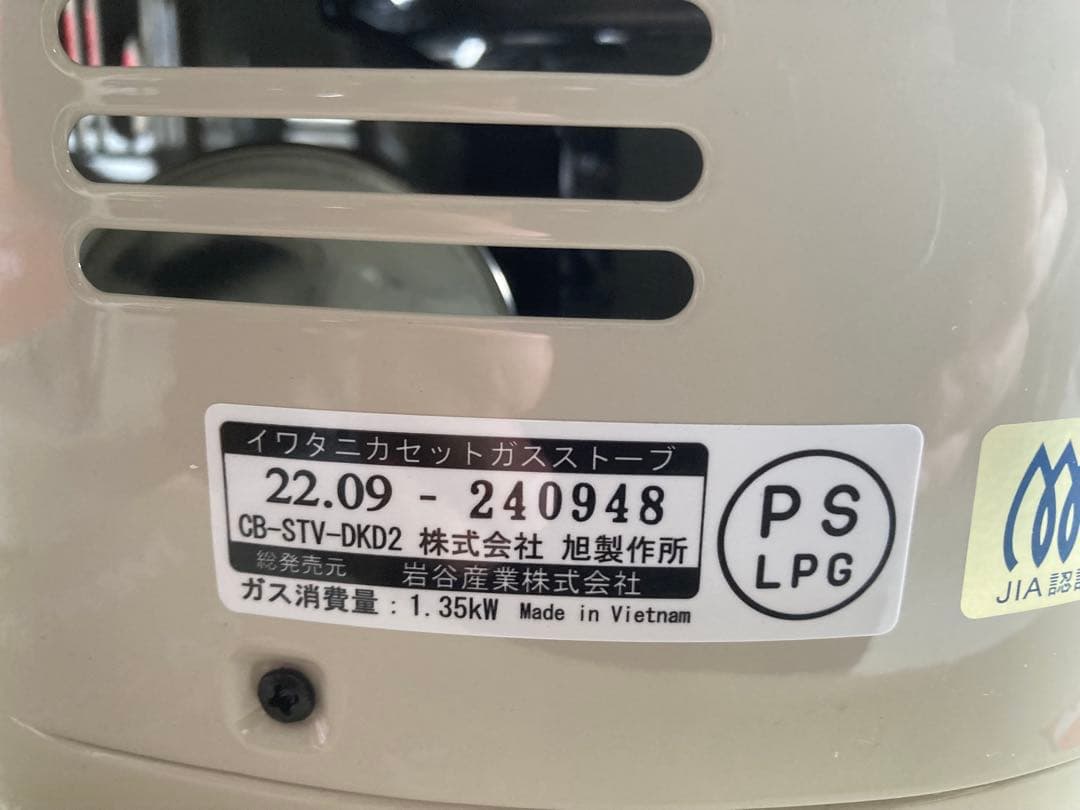 イワタニカセットガスストーブ
22.09 - 240948
CB-STV-DKD2 株式会社 旭製作所
総発売元 岩谷産業株式会社
ガス消費量：1.35kW Made in Vietnam
PS
LPG
JIA 認